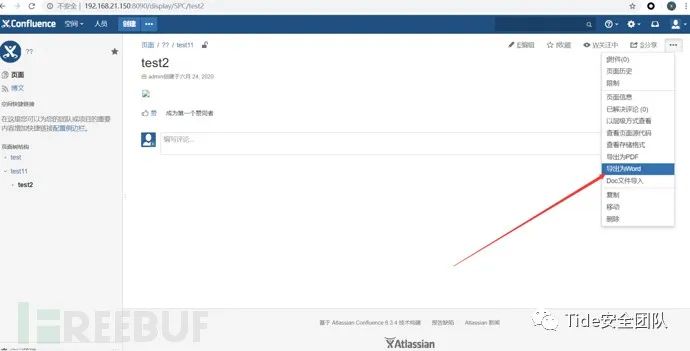 不安全 | 192.168.21.150:8090/display/SPC/test2
Confluence 空间 人员 创建
??
页面
博文
空间快捷链接
在这里您可以为您的团队或项目的重要
内容增加快捷链接配置侧边栏。
页面树结构
test
test11
test2
页面 / ?? / test11
E编辑 F收藏 W关注中 S分享
test2
admin创建于六月 24, 2020
赞 成为第一个赞同者
编写评论...
附件(0)
页面历史
限制
页面信息
已解决评论 (0)
以层级方式查看
查看页面源代码
查看存储格式
导出为PDF
导出为Word
Doc文件导入
复制
移动
删除
基于 Atlassian Confluence 6.3.4 技术构建 报告缺陷 Atlassian 新闻
Atlassian
REEBUF
Tide安全团队